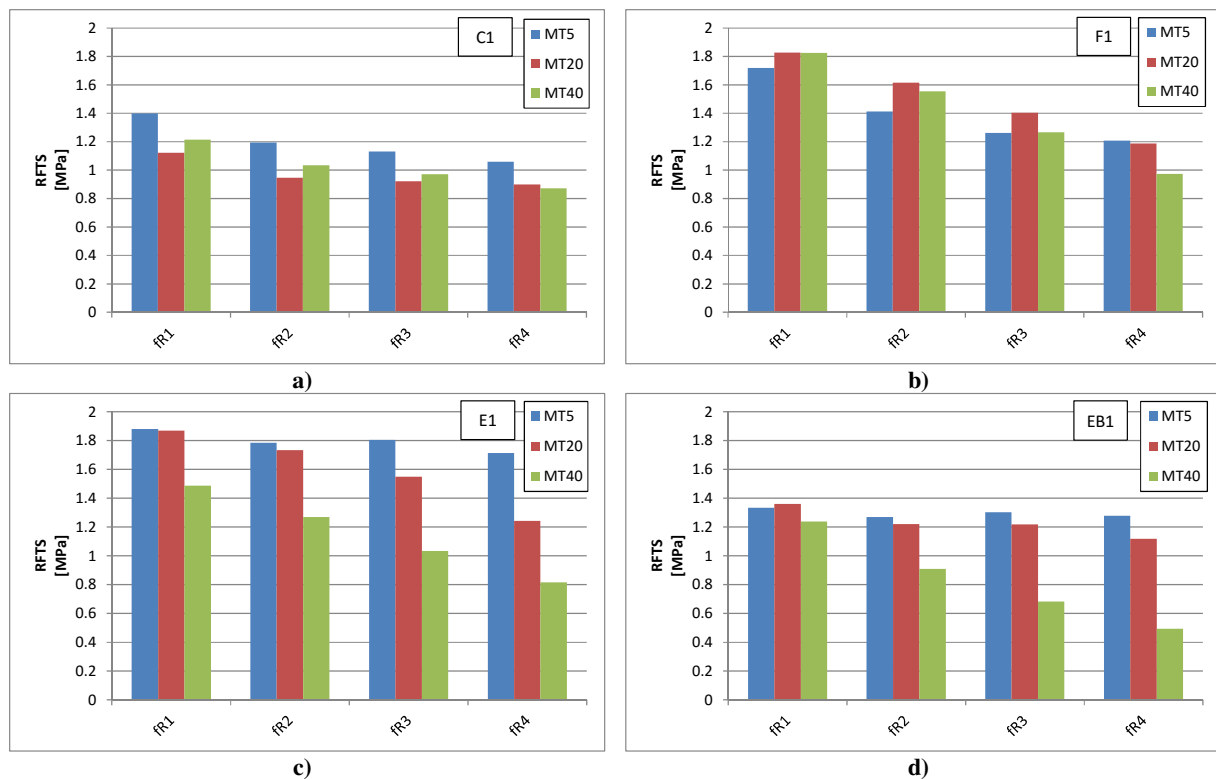 C1
MT5
MT20
MT40
RFTS
[MPa]
2
1.8
1.6
1.4
1.2
1
0.8
0.6
0.4
0.2
0
fR1
fR2
fR3
fR4
a)
F1
MT5
MT20
MT40
RFTS
[MPa]
2
1.8
1.6
1.4
1.2
1
0.8
0.6
0.4
0.2
0
fR1
fR2
fR3
fR4
b)
E1
MT5
MT20
MT40
RFTS
[MPa]
2
1.8
1.6
1.4
1.2
1
0.8
0.6
0.4
0.2
0
fR1
fR2
fR3
fR4
c)
EB1
MT5
MT20
MT40
RFTS
[MPa]
2
1.8
1.6
1.4
1.2
1
0.8
0.6
0.4
0.2
0
fR1
fR2
fR3
fR4
d)